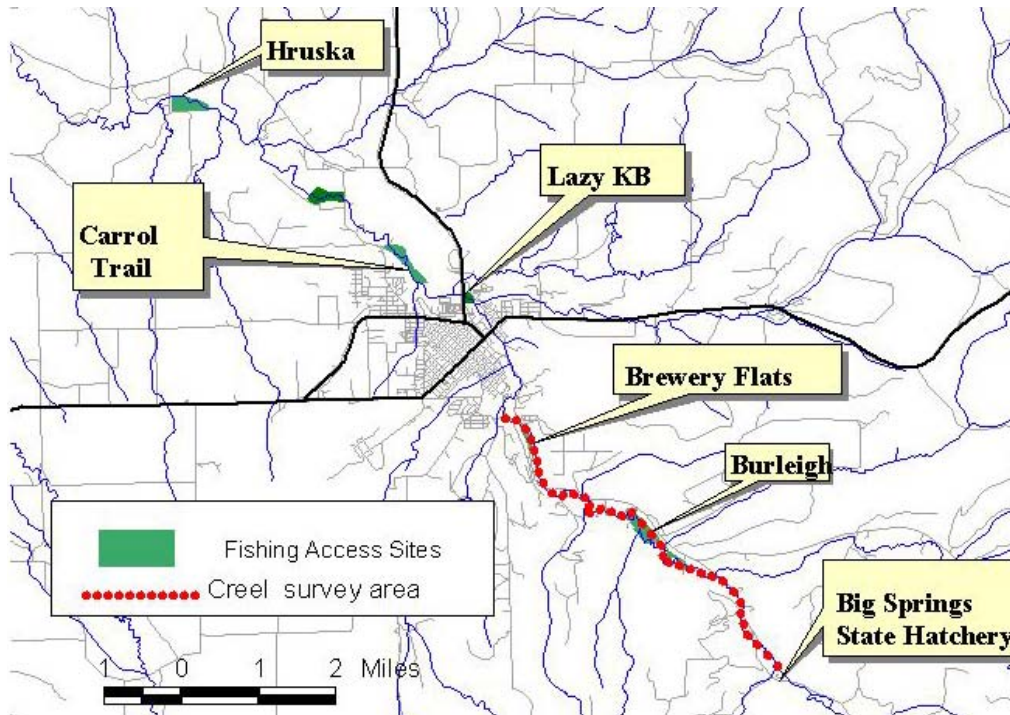 Hruska
Lazy KB
Carrol
Trail
Brewery Flats
Burleigh
Fishing Access Sites
Creel survey area
Big Springs
State Hatchery
1 0 1 2 Miles